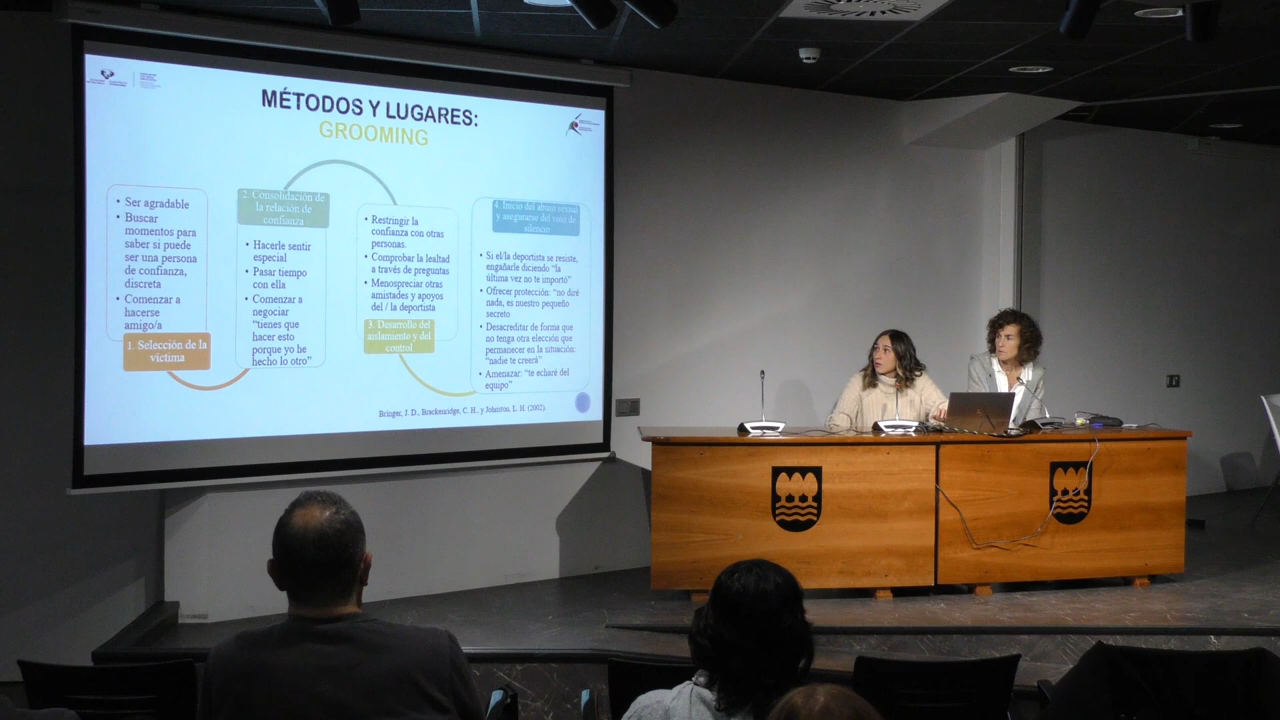 MÉTODOS Y LUGARES:
GROOMING
• Ser agradable
• Buscar
momentos para
saber si puede
ser una persona
de confianza,
discreta
• Comenzar a
hacerse
amigo/a
1. Selección de la
víctima
2. Consolidación de
la relación de
confianza
• Hacerle sentir
especial
• Pasar tiempo
con ella
• Comenzar a
negociar
“tienes que
hacer esto
porque yo he
hecho lo otro”
• Restringir la
confianza con otras
personas.
• Comprobar la lealtad
a través de preguntas
• Menospreciar otras
amistades y apoyos
del / la deportista
3. Desarrollo del
aislamiento y del
control
4. Inicio del abuso sexual
y asegurarse del voto de
silencio
• Si el/la deportista se resiste,
engañarle diciendo “la
última vez no te importó”
• Ofrecer protección: “no diré
nada, es nuestro pequeño
secreto
• Desacreditar de forma que
no tenga otra elección que
permanecer en la situación:
“nadie te creerá”
• Amenazar: “te echaré del
equipo”
Bringer, J. D., Brackenridge, C. H., y Johnston, L. H. (2002).